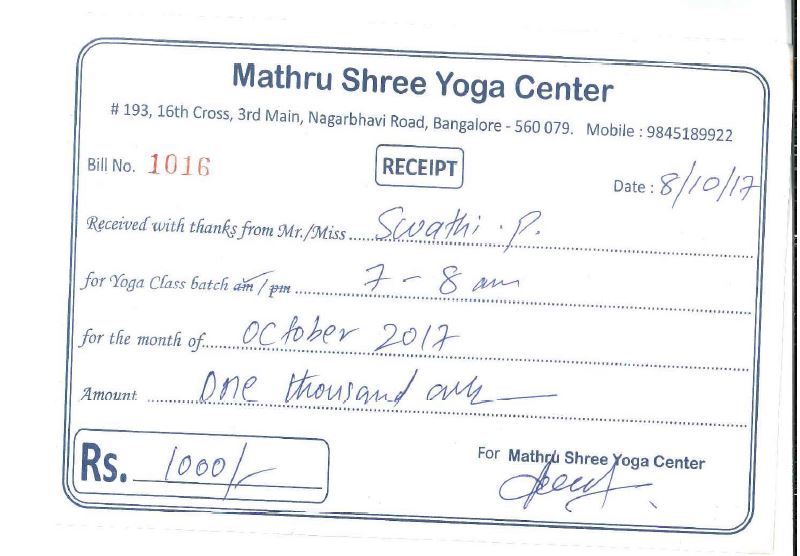 Mathru Shree Yoga Center
# 193, 16th Cross, 3rd Main, Nagarbhavi Road, Bangalore - 560 079. Mobile : 9845189922
Bill No. 1016 RECEIPT Date : 8/10/17
Received with thanks from Mr./Miss Swathi . P.
for Yoga Class batch am / pm 7 - 8 am
for the month of October 2017
Amount One thousand only
Rs. 1000/-
For Mathru Shree Yoga Center